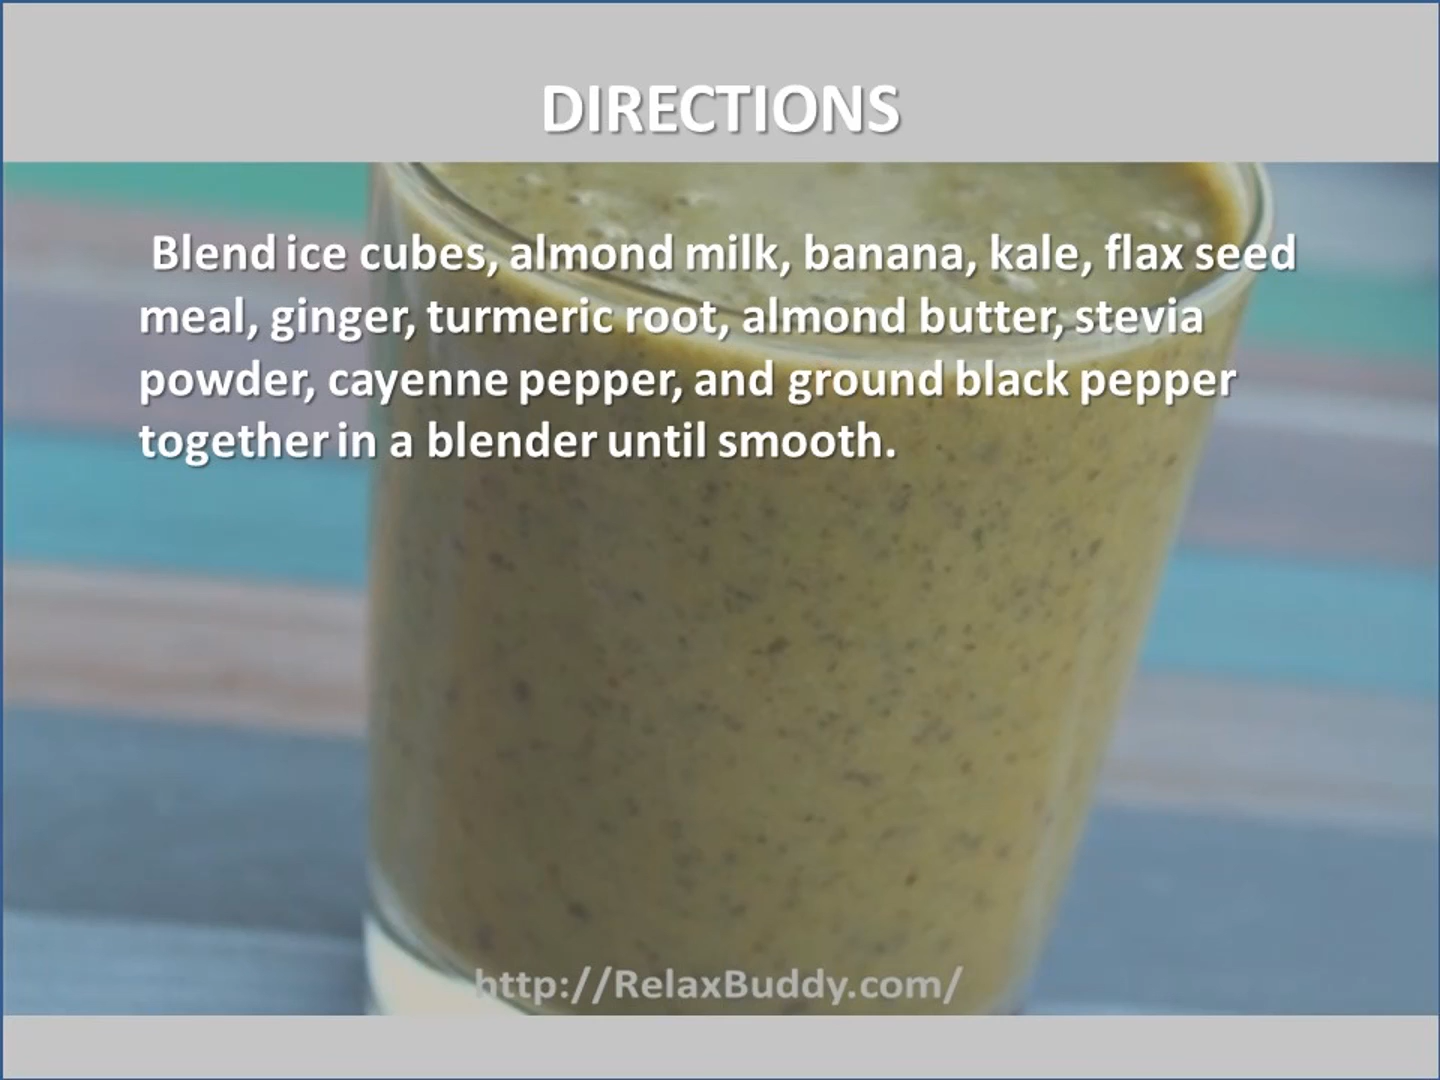 DIRECTIONS
Blend ice cubes, almond milk, banana, kale, flax seed
meal, ginger, turmeric root, almond butter, stevia
powder, cayenne pepper, and ground black pepper
together in a blender until smooth.
http://RelaxBuddy.com/